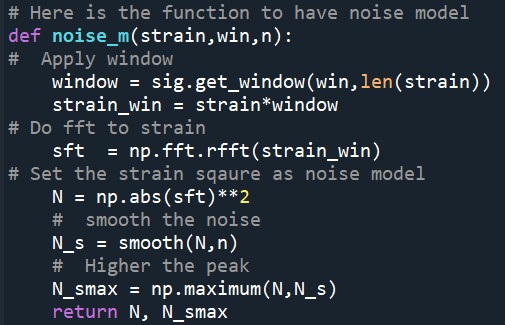 # Here is the function to have noise model
def noise_m(strain,win,n):
#  Apply window
    window = sig.get_window(win,len(strain))
    strain_win = strain*window
# Do fft to strain
    sft  = np.fft.rfft(strain_win)
# Set the strain sqaure as noise model
    N = np.abs(sft)**2
    #  smooth the noise
    N_s = smooth(N,n)
    #  Higher the peak
    N_smax = np.maximum(N,N_s)
    return N, N_smax